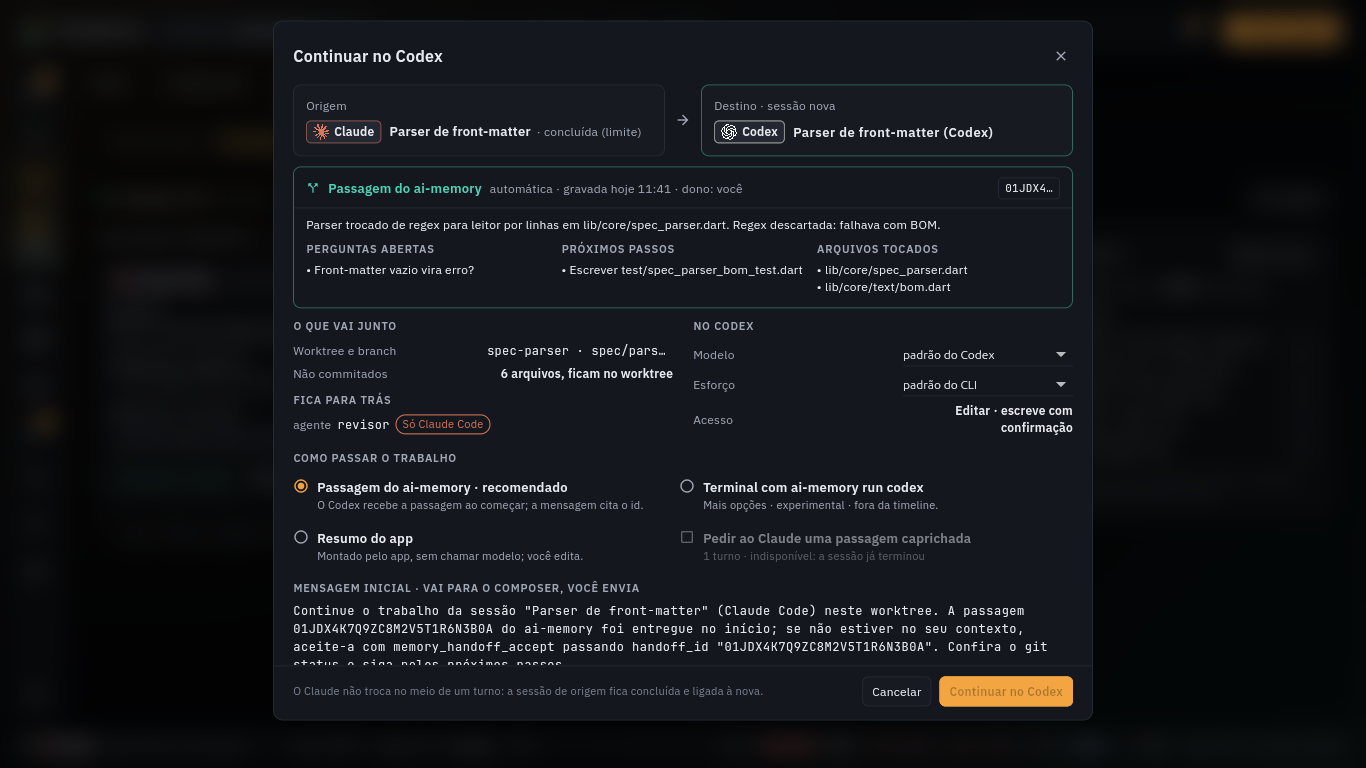 Continuar no Codex
Origem
Claude Parser de front-matter · concluída (limite)
Destino · sessão nova
Codex Parser de front-matter (Codex)
Passagem do ai-memory automática · gravada hoje 11:41 · dono: você
01JDX4…
Parser trocado de regex para leitor por linhas em lib/core/spec_parser.dart. Regex descartada: falhava com BOM.
PERGUNTAS ABERTAS
• Front-matter vazio vira erro?
PRÓXIMOS PASSOS
• Escrever test/spec_parser_bom_test.dart
ARQUIVOS TOCADOS
• lib/core/spec_parser.dart
• lib/core/text/bom.dart
O QUE VAI JUNTO
Worktree e branch spec-parser · spec/pars…
Não commitados 6 arquivos, ficam no worktree
FICA PARA TRÁS
agente revisor Só Claude Code
NO CODEX
Modelo padrão do Codex
Esforço padrão do CLI
Acesso Editar · escreve com
confirmação
COMO PASSAR O TRABALHO
Passagem do ai-memory · recomendado
O Codex recebe a passagem ao começar; a mensagem cita o id.
Terminal com ai-memory run codex
Mais opções · experimental · fora da timeline.
Resumo do app
Montado pelo app, sem chamar modelo; você edita.
Pedir ao Claude uma passagem caprichada
1 turno · indisponível: a sessão já terminou
MENSAGEM INICIAL · VAI PARA O COMPOSER, VOCÊ ENVIA
Continue o trabalho da sessão "Parser de front-matter" (Claude Code) neste worktree. A passagem
01JDX4K7Q9ZC8M2V5T1R6N3B0A do ai-memory foi entregue no início; se não estiver no seu contexto,
aceite-a com memory_handoff_accept passando handoff_id "01JDX4K7Q9ZC8M2V5T1R6N3B0A". Confira o git
status e siga pelos próximos passos.
O Claude não troca no meio de um turno: a sessão de origem fica concluída e ligada à nova.
Cancelar
Continuar no Codex